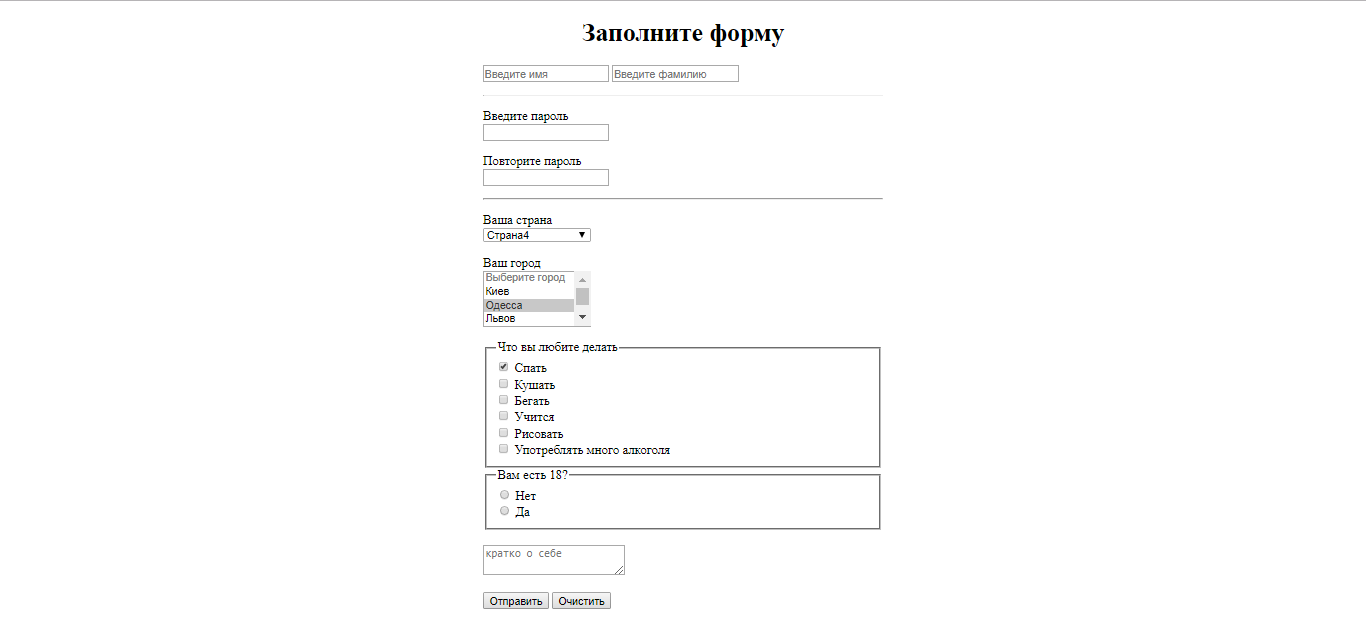 Заполните форму
Введите имя Введите фамилию
Введите пароль
Повторите пароль
Ваша страна
Страна4
Ваш город
Выберите город
Киев
Одесса
Львов
Что вы любите делать
Спать
Кушать
Бегать
Учится
Рисовать
Употреблять много алкоголя
Вам есть 18?
Нет
Да
кратко о себе
Отправить Очистить